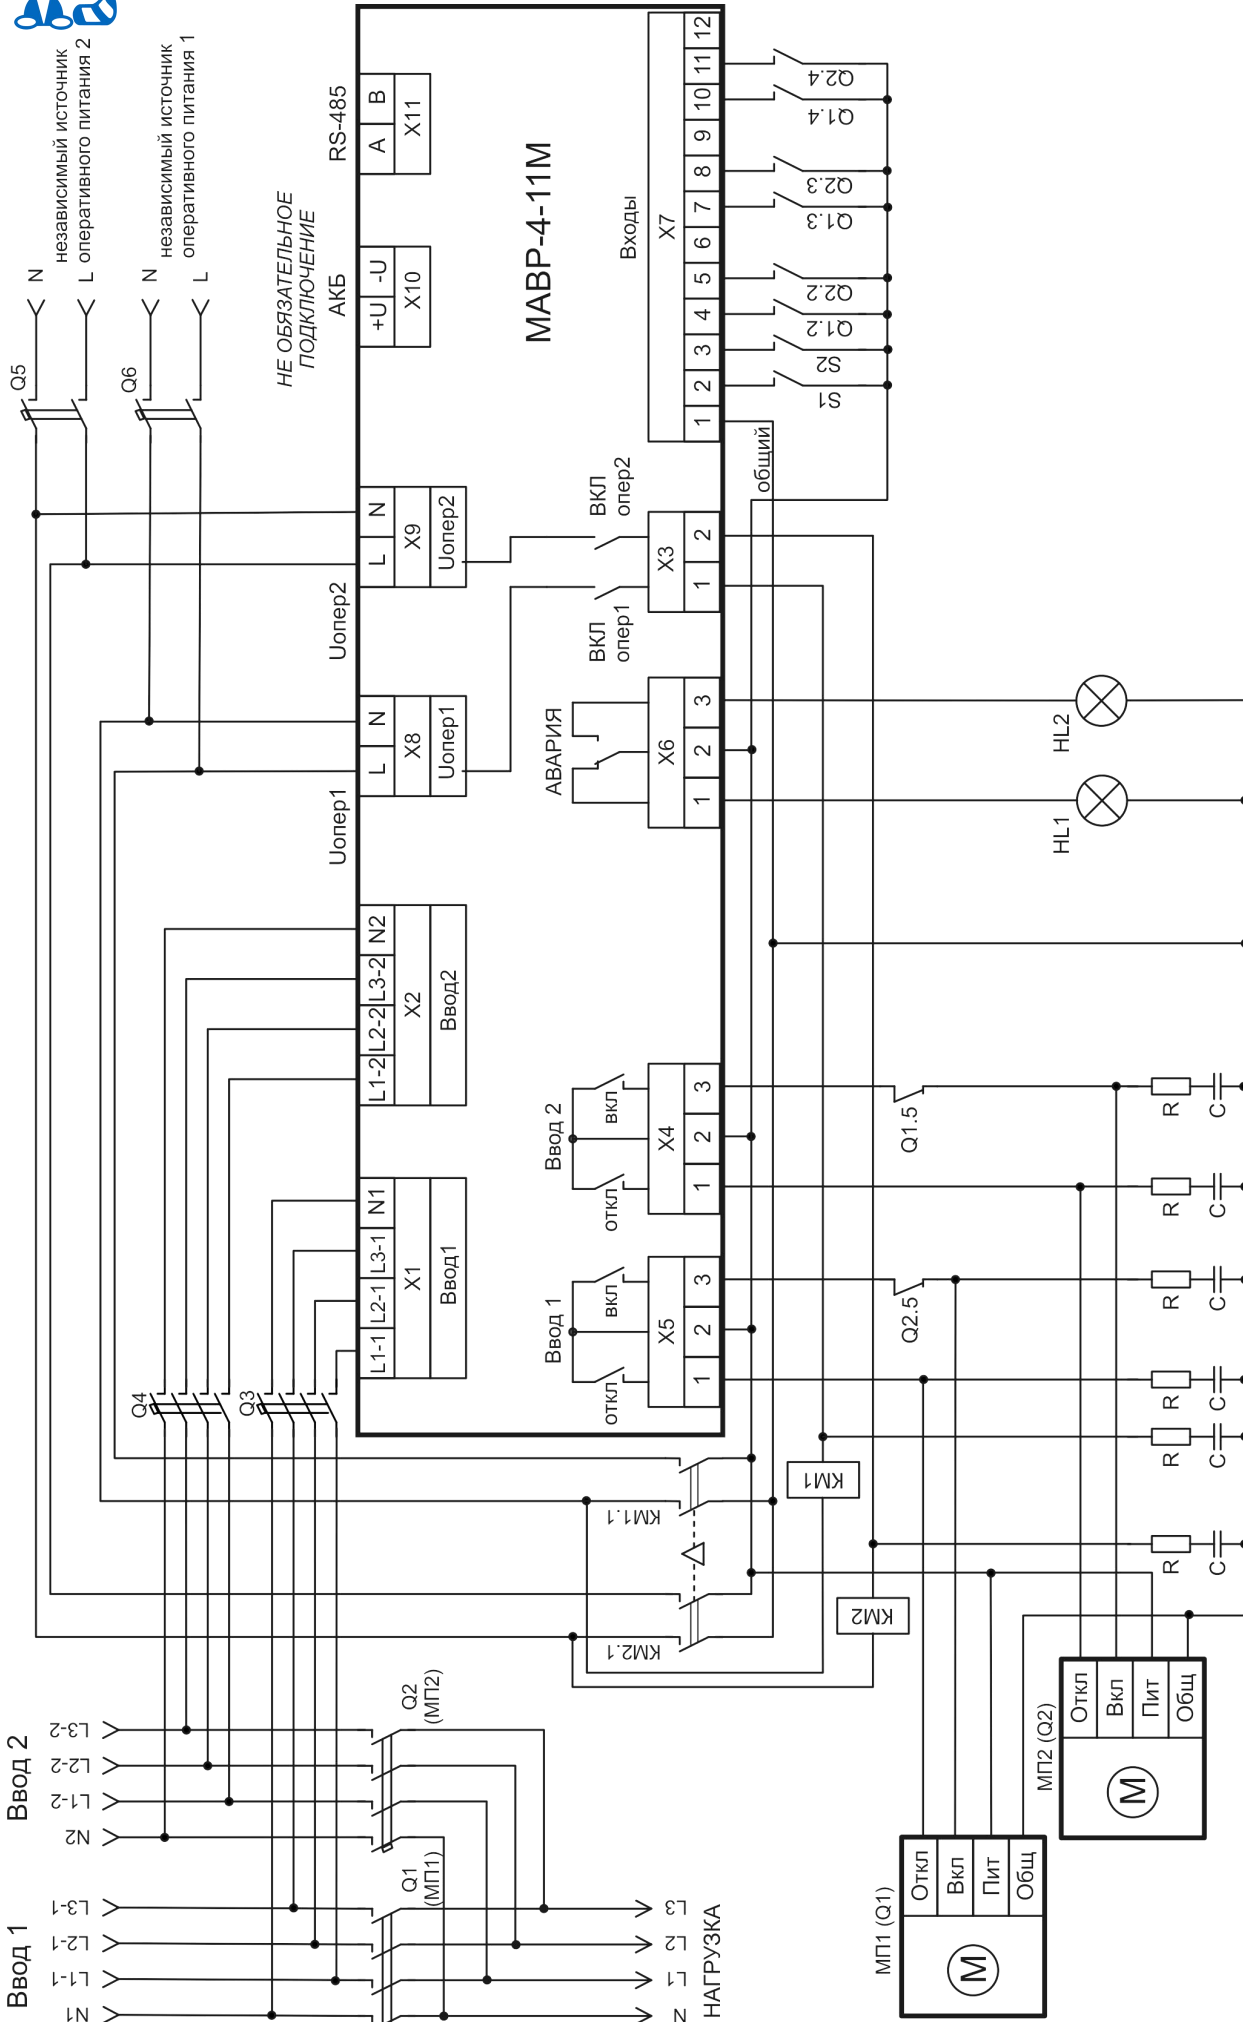 Ввод 1
N1
L1-1
L2-1
L3-1
Ввод 2
N2
L1-2
L2-2
L3-2
Q4
Q3
Q5
Q6
N
L
независимый источник
оперативного питания 2
N
L
независимый источник
оперативного питания 1
НЕ ОБЯЗАТЕЛЬНОЕ
ПОДКЛЮЧЕНИЕ
Uопер1
Uопер2
АКБ
RS-485
L1-1
L2-1
L3-1
N1
X1
Ввод1
L1-2
L2-2
L3-2
N2
X2
Ввод2
L
N
X8
Uопер1
L
N
X9
Uопер2
+U
-U
X10
A
B
X11
МАВР-4-11М
Ввод 1
откл
вкл
X5
1
2
3
Ввод 2
откл
вкл
X4
1
2
3
АВАРИЯ
X6
1
2
3
ВКЛ
опер1
ВКЛ
опер2
X3
1
2
Входы
X7
1
2
3
4
5
6
7
8
9
10
11
12
общий
S1
S2
Q1.2
Q2.2
Q1.3
Q2.3
Q1.4
Q2.4
Q1
(МП1)
Q2
(МП2)
КМ2.1
КМ1.1
КМ1
КМ2
Q2.5
Q1.5
HL1
HL2
R
C
R
C
R
C
R
C
R
C
R
C
N
L1
L2
L3
НАГРУЗКА
МП1 (Q1)
M
Откл
Вкл
Пит
Общ
МП2 (Q2)
M
Откл
Вкл
Пит
Общ